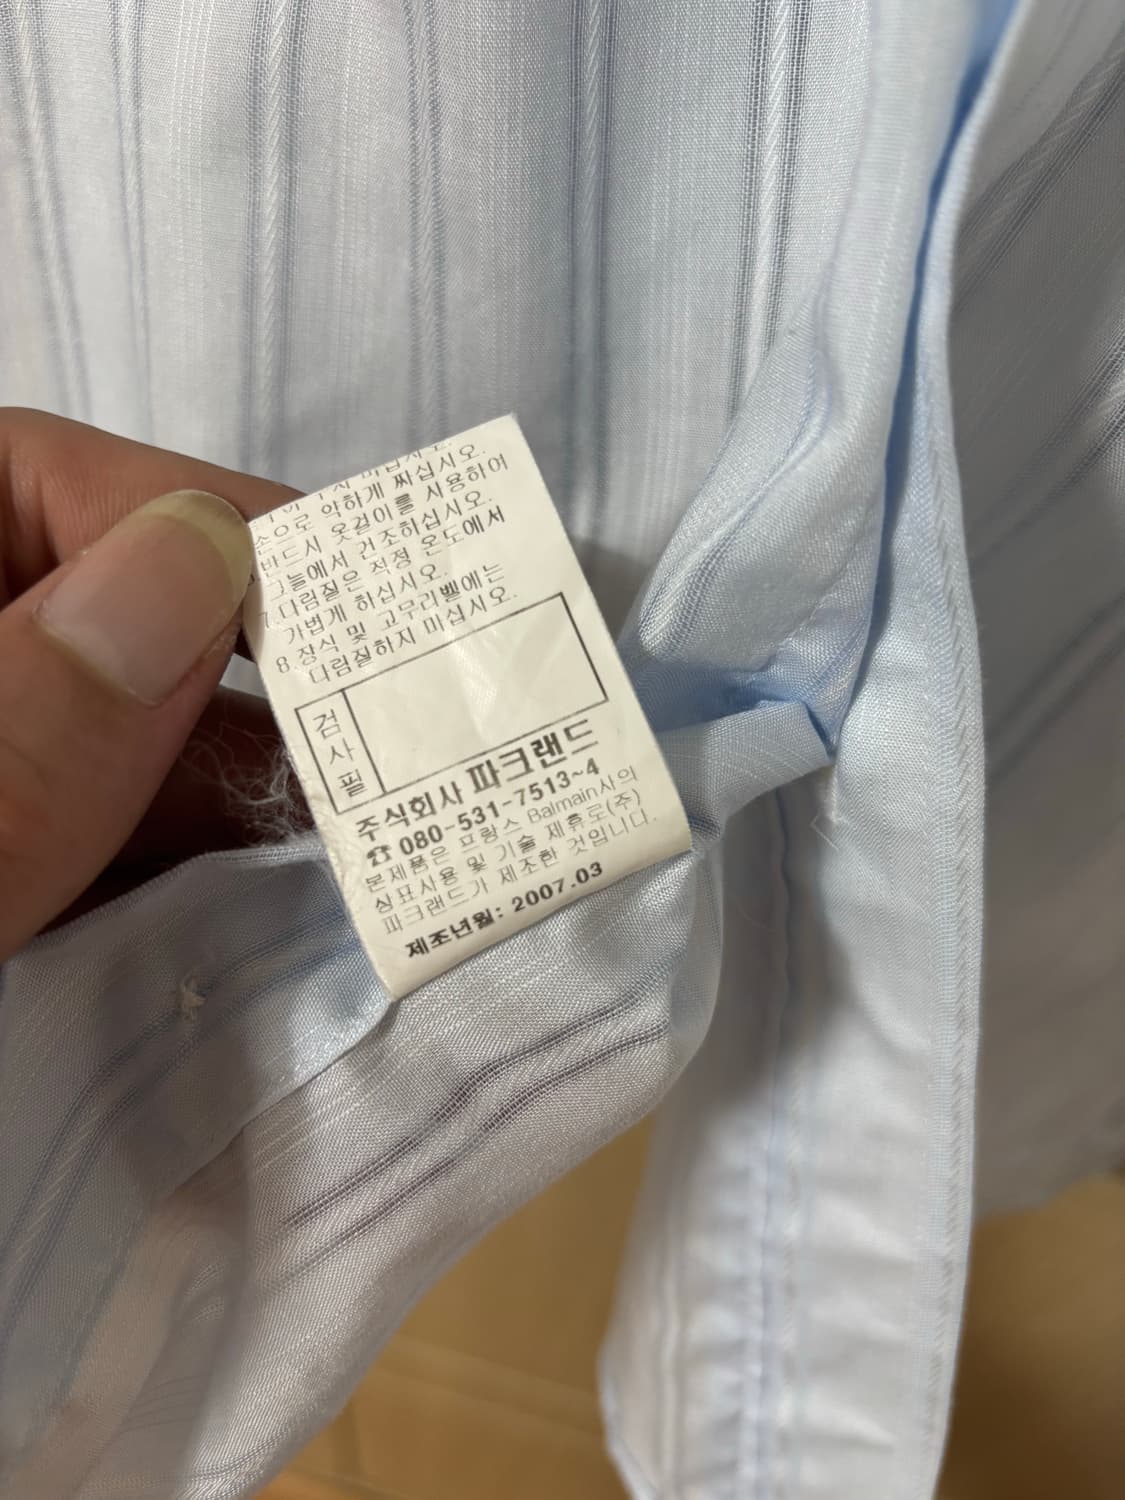 마십시오.
손으로 약하게 짜십시오.
반드시 옷걸이를 사용하여
그늘에서 건조하십시오.
7.다림질은 적정 온도에서
가볍게 하십시오.
8.장식 및 고무리벨에는
다림질하지 마십시오.
검사필
주식회사 파크랜드
☎ 080-531-7513~4
본제품은 프랑스 Balmain사의
상표사용 및 기술 제휴로(주)
파크랜드가 제조한 것입니다.
제조년월: 2007.03